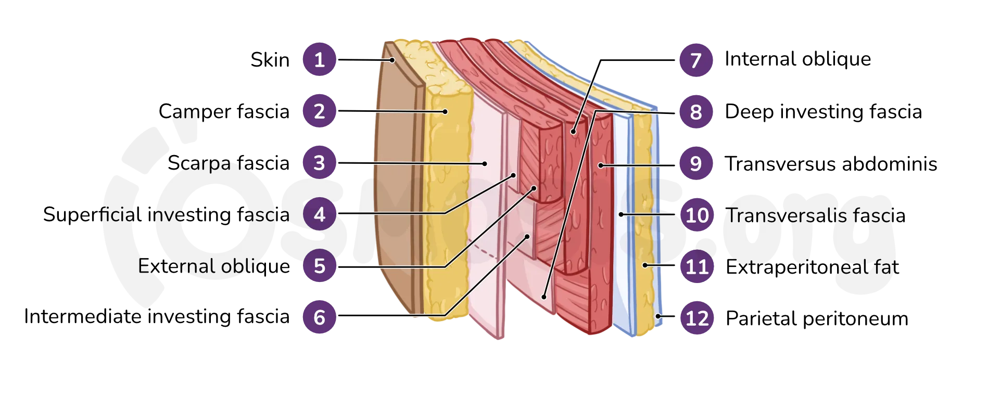 Skin 1
Camper fascia 2
Scarpa fascia 3
Superficial investing fascia 4
External oblique 5
Intermediate investing fascia 6
7 Internal oblique
8 Deep investing fascia
9 Transversus abdominis
10 Transversalis fascia
11 Extraperitoneal fat
12 Parietal peritoneum
Osmosis.org